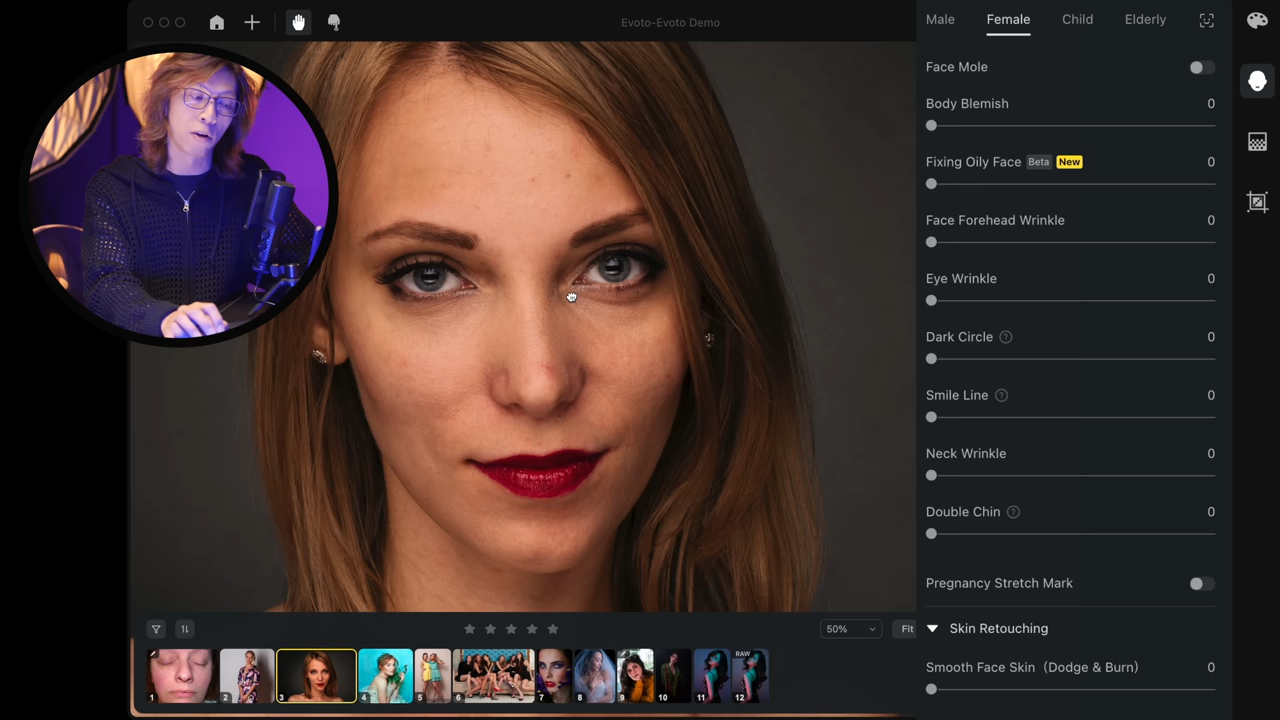 Evoto-Evoto Demo
Male Female Child Elderly
Face Mole
Body Blemish 0
Fixing Oily Face Beta New 0
Face Forehead Wrinkle 0
Eye Wrinkle 0
Dark Circle ? 0
Smile Line ? 0
Neck Wrinkle 0
Double Chin ? 0
Pregnancy Stretch Mark
50% Fit
Skin Retouching
Smooth Face Skin (Dodge & Burn) 0
RAW
1 2 3 4 5 6 7 8 9 10 11 12